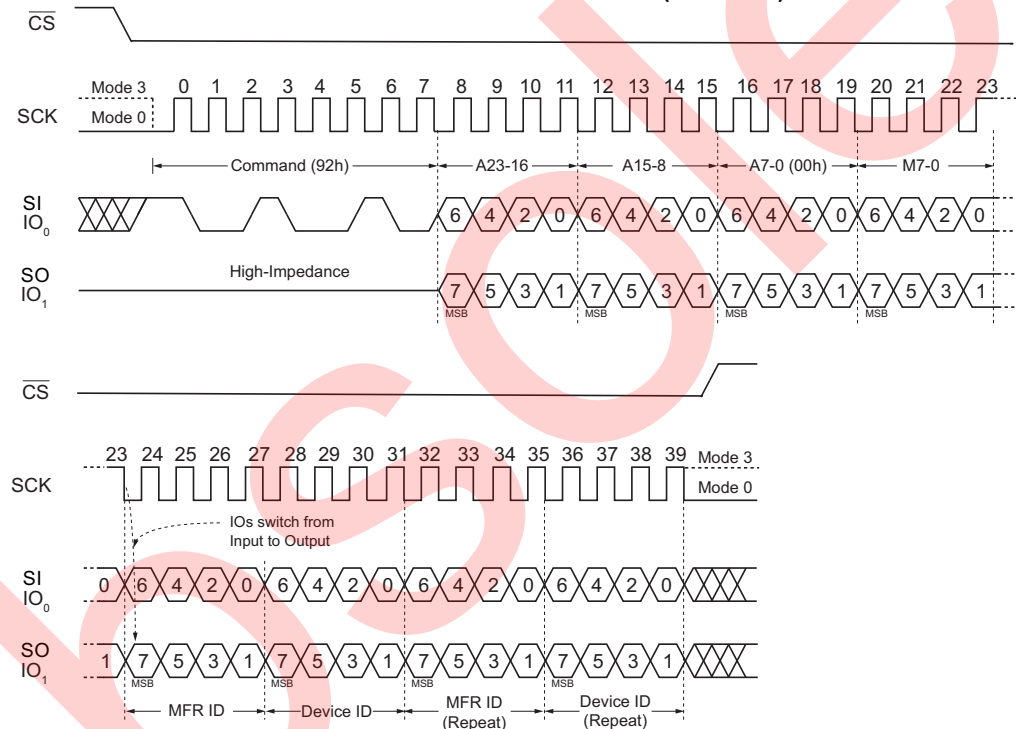 CS
Mode 3
0 1 2 3 4 5 6 7 8 9 10 11 12 13 14 15 16 17 18 19 20 21 22 23
SCK
Mode 0
Command (92h) A23-16 A15-8 A7-0 (00h) M7-0
SI
IO0
6 4 2 0 6 4 2 0 6 4 2 0 6 4 2 0
High-Impedance
SO
IO1
7 5 3 1 7 5 3 1 7 5 3 1 7 5 3 1
MSB MSB MSB MSB
CS
23 24 25 26 27 28 29 30 31 32 33 34 35 36 37 38 39
Mode 3
SCK
Mode 0
IOs switch from
Input to Output
SI
IO0
0 6 4 2 0 6 4 2 0 6 4 2 0 6 4 2 0
SO
IO1
1 7 5 3 1 7 5 3 1 7 5 3 1 7 5 3 1
MSB MSB MSB MSB
MFR ID Device ID MFR ID
(Repeat) Device ID
(Repeat)